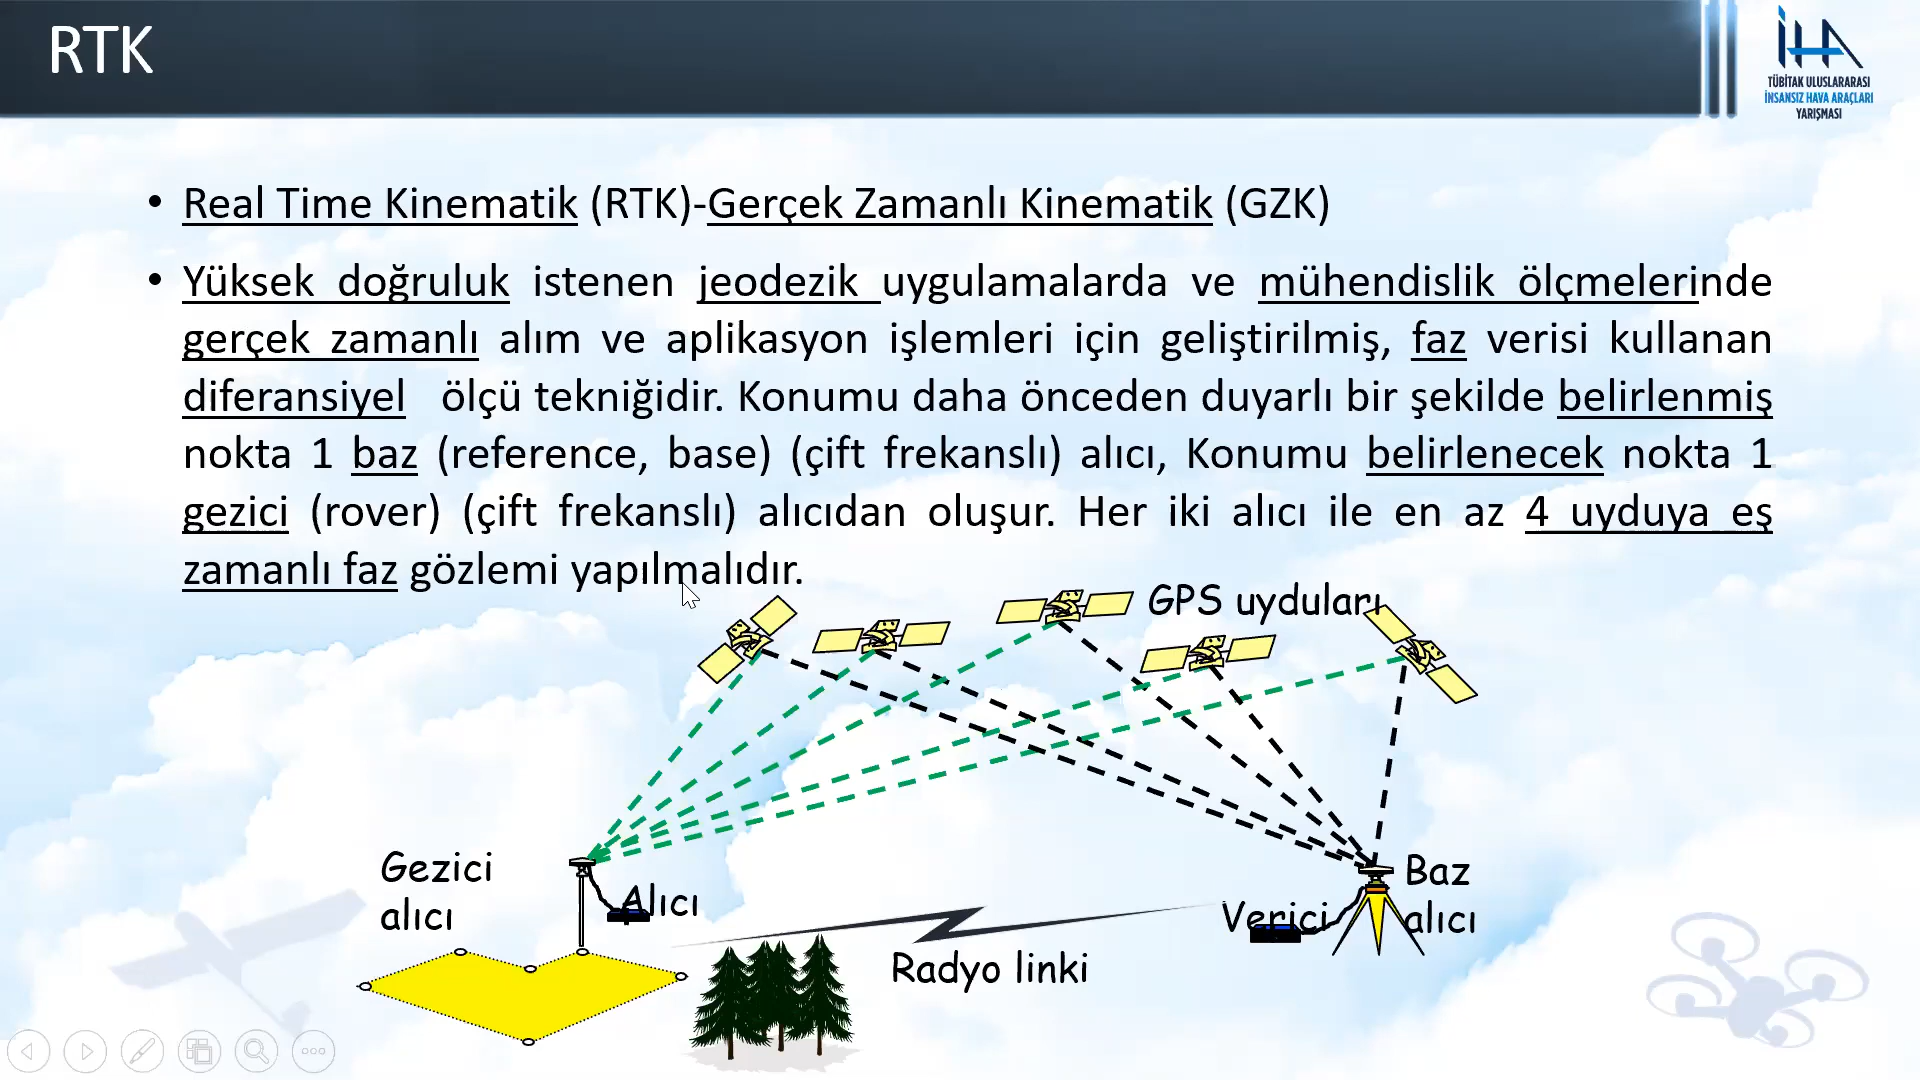 RTK
TÜBİTAK ULUSLARARASI
İNSANSIZ HAVA ARAÇLARI
YARIŞMASI
• Real Time Kinematik (RTK)-Gerçek Zamanlı Kinematik (GZK)
• Yüksek doğruluk istenen jeodezik uygulamalarda ve mühendislik ölçmelerinde
gerçek zamanlı alım ve aplikasyon işlemleri için geliştirilmiş, faz verisi kullanan
diferansiyel ölçü tekniğidir. Konumu daha önceden duyarlı bir şekilde belirlenmiş
nokta 1 baz (reference, base) (çift frekanslı) alıcı, Konumu belirlenecek nokta 1
gezici (rover) (çift frekanslı) alıcıdan oluşur. Her iki alıcı ile en az 4 uyduya eş
zamanlı faz gözlemi yapılmalıdır.
GPS uyduları
Gezici
alıcı
Alıcı
Verici
Baz
alıcı
Radyo linki